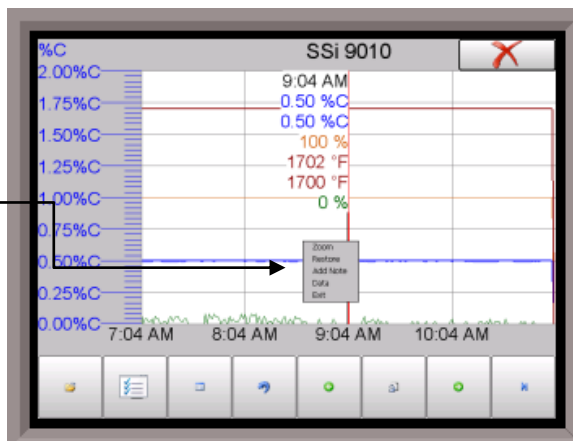 %C
SSi 9010
2.00%C
9:04 AM
1.75%C
0.50 %C
0.50 %C
1.50%C
100 %
1.25%C
1702 °F
1700 °F
1.00%C
0 %
0.75%C
Zoom
Restore
Add Note
Data
Exit
0.50%C
0.25%C
0.00%C
7:04 AM 8:04 AM 9:04 AM 10:04 AM